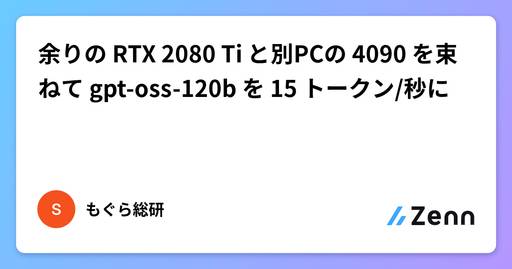 余りの RTX 2080 Ti と別PCの 4090 を束
ねて gpt-oss-120b を 15 トークン/秒に
S
もぐら総研
Zenn